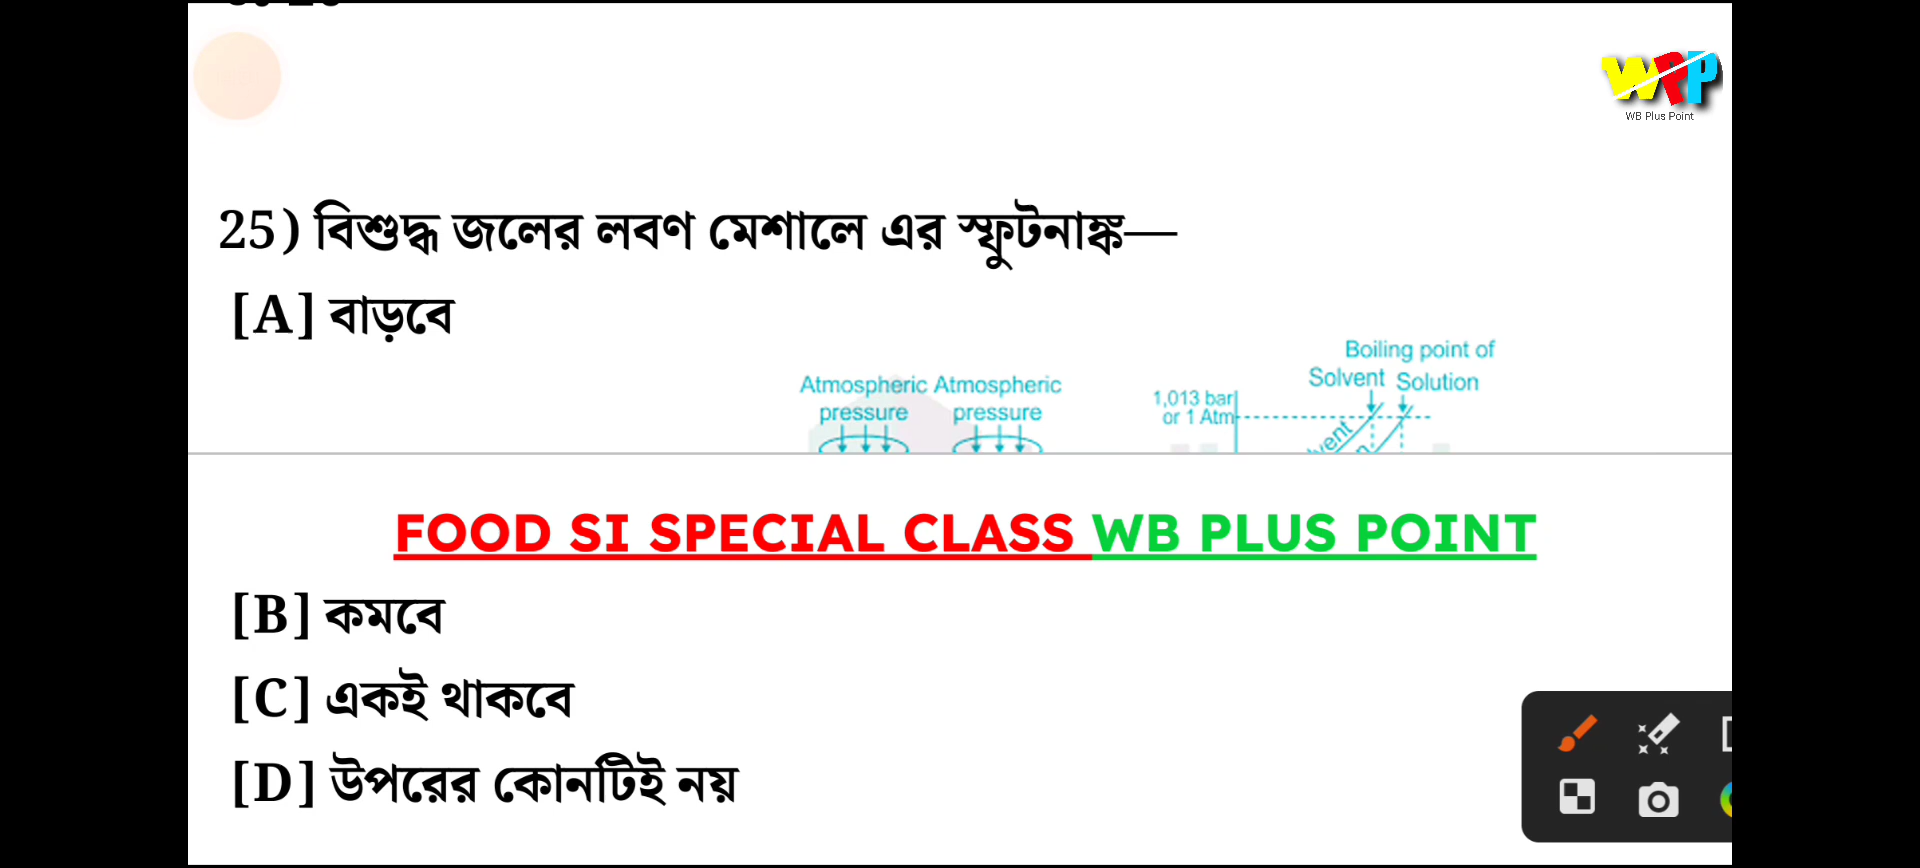 WPP
WB Plus Point
25) বিশুদ্ধ জলের লবণ মেশালে এর স্ফুটনাঙ্ক—
[A] বাড়বে
Boiling point of
Solvent Solution
Atmospheric Atmospheric
pressure pressure
1,013 bar
or 1 Atm
FOOD SI SPECIAL CLASS WB PLUS POINT
[B] কমবে
[C] একই থাকবে
[D] উপরের কোনটিই নয়